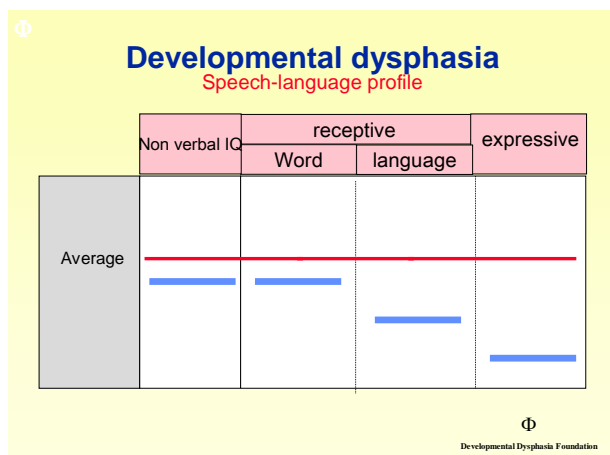 Φ
Developmental dysphasia
Speech-language profile
Non verbal IQ
receptive
expressive
Word
language
Average
Φ
Developmental Dysphasia Foundation